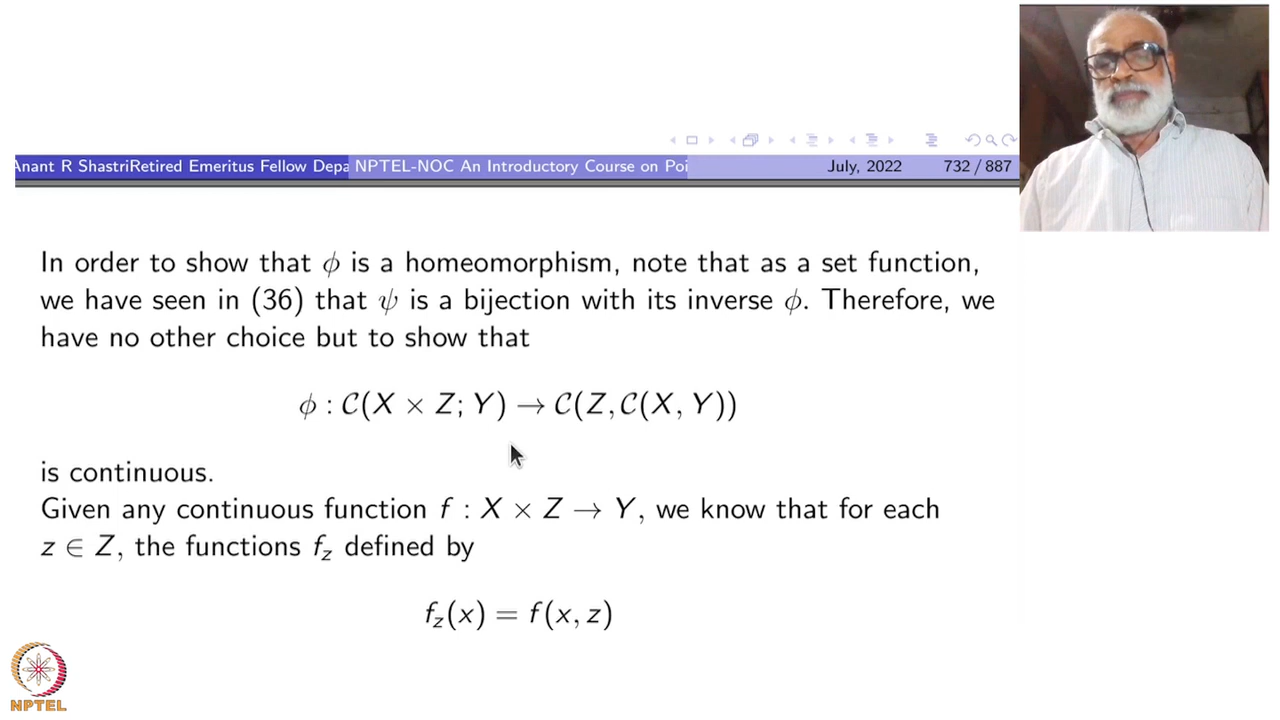 Anant R ShastriRetired Emeritus Fellow Depa NPTEL-NOC An Introductory Course on Poi July, 2022 732 / 887
In order to show that ϕ is a homeomorphism, note that as a set function,
we have seen in (36) that ψ is a bijection with its inverse ϕ. Therefore, we
have no other choice but to show that
ϕ : 𝒞(X × Z; Y) → 𝒞(Z, 𝒞(X, Y))
is continuous.
Given any continuous function f : X × Z → Y, we know that for each
z ∈ Z, the functions f_z defined by
f_z(x) = f(x, z)
NPTEL